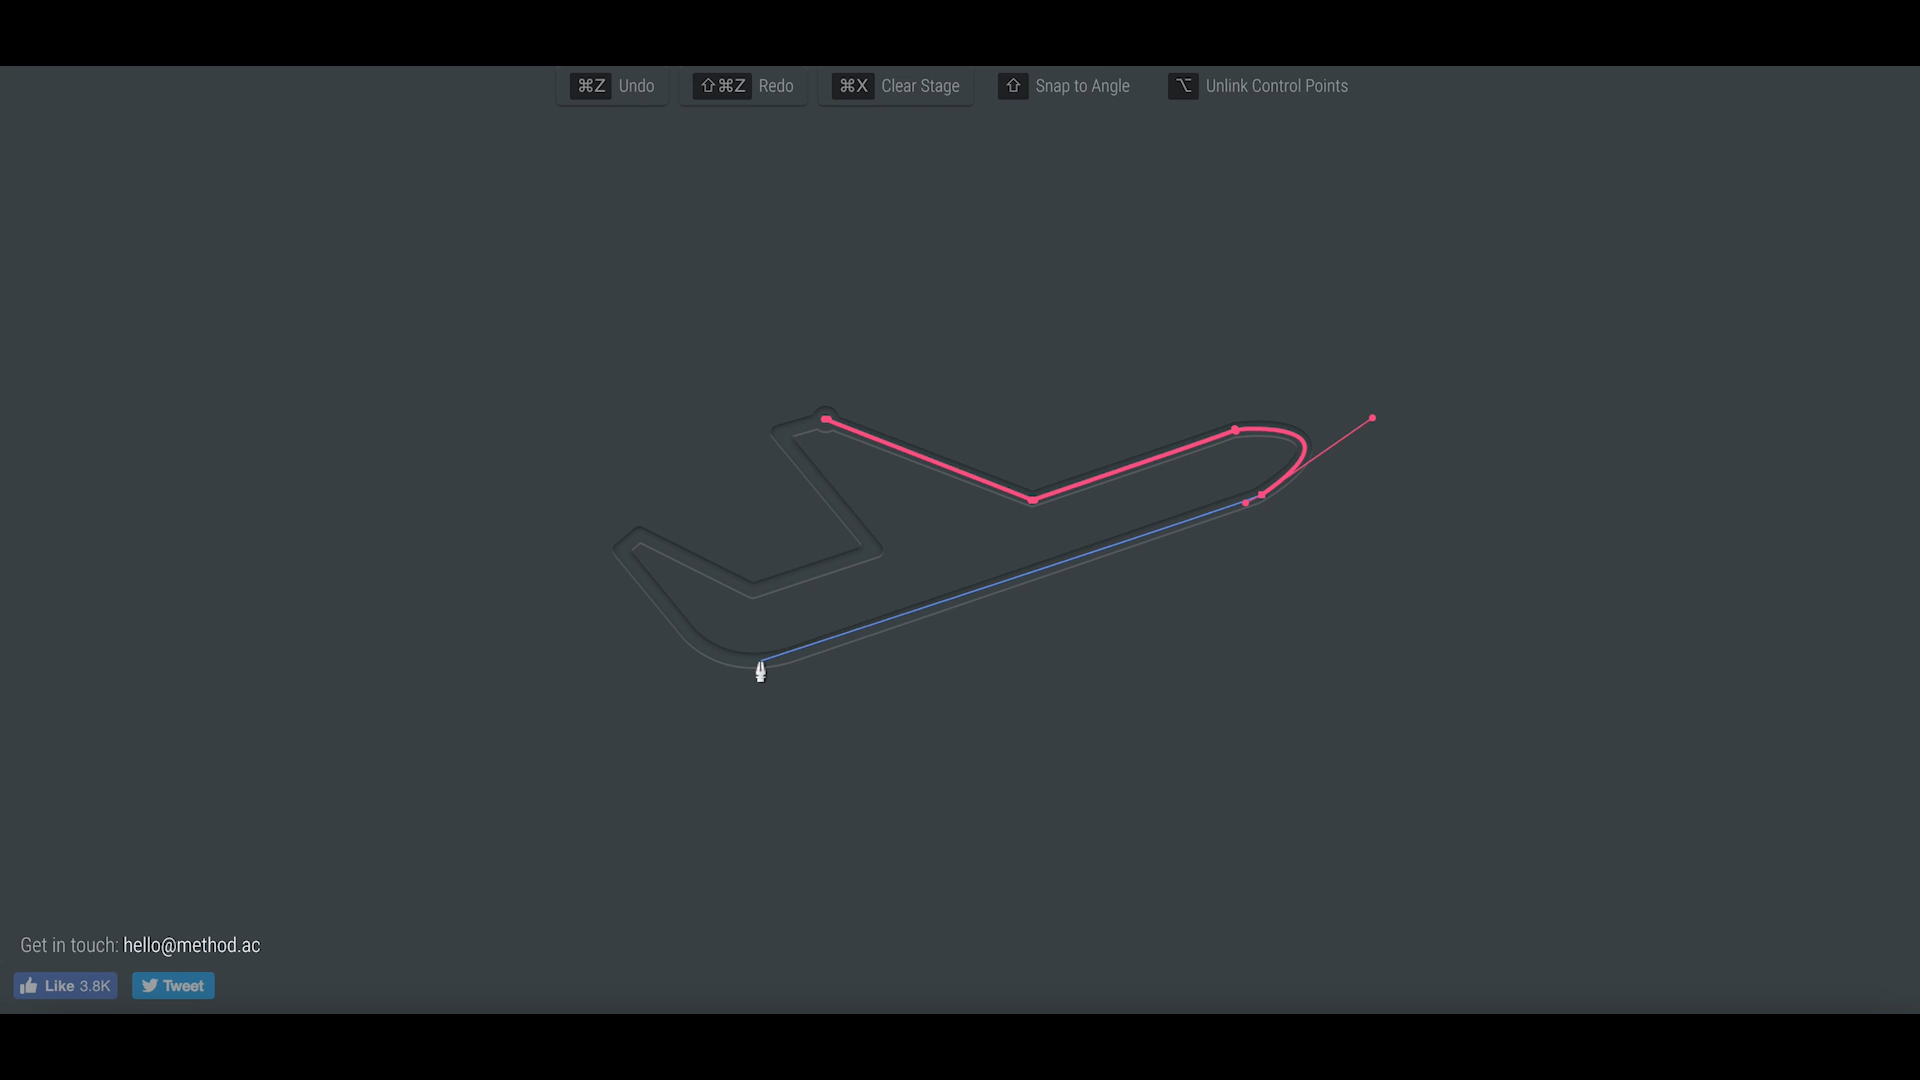 ⌘Z Undo ⇧⌘Z Redo ⌘X Clear Stage ⇧ Snap to Angle ⌥ Unlink Control Points
Get in touch: hello@method.ac
Like 3.8K Tweet